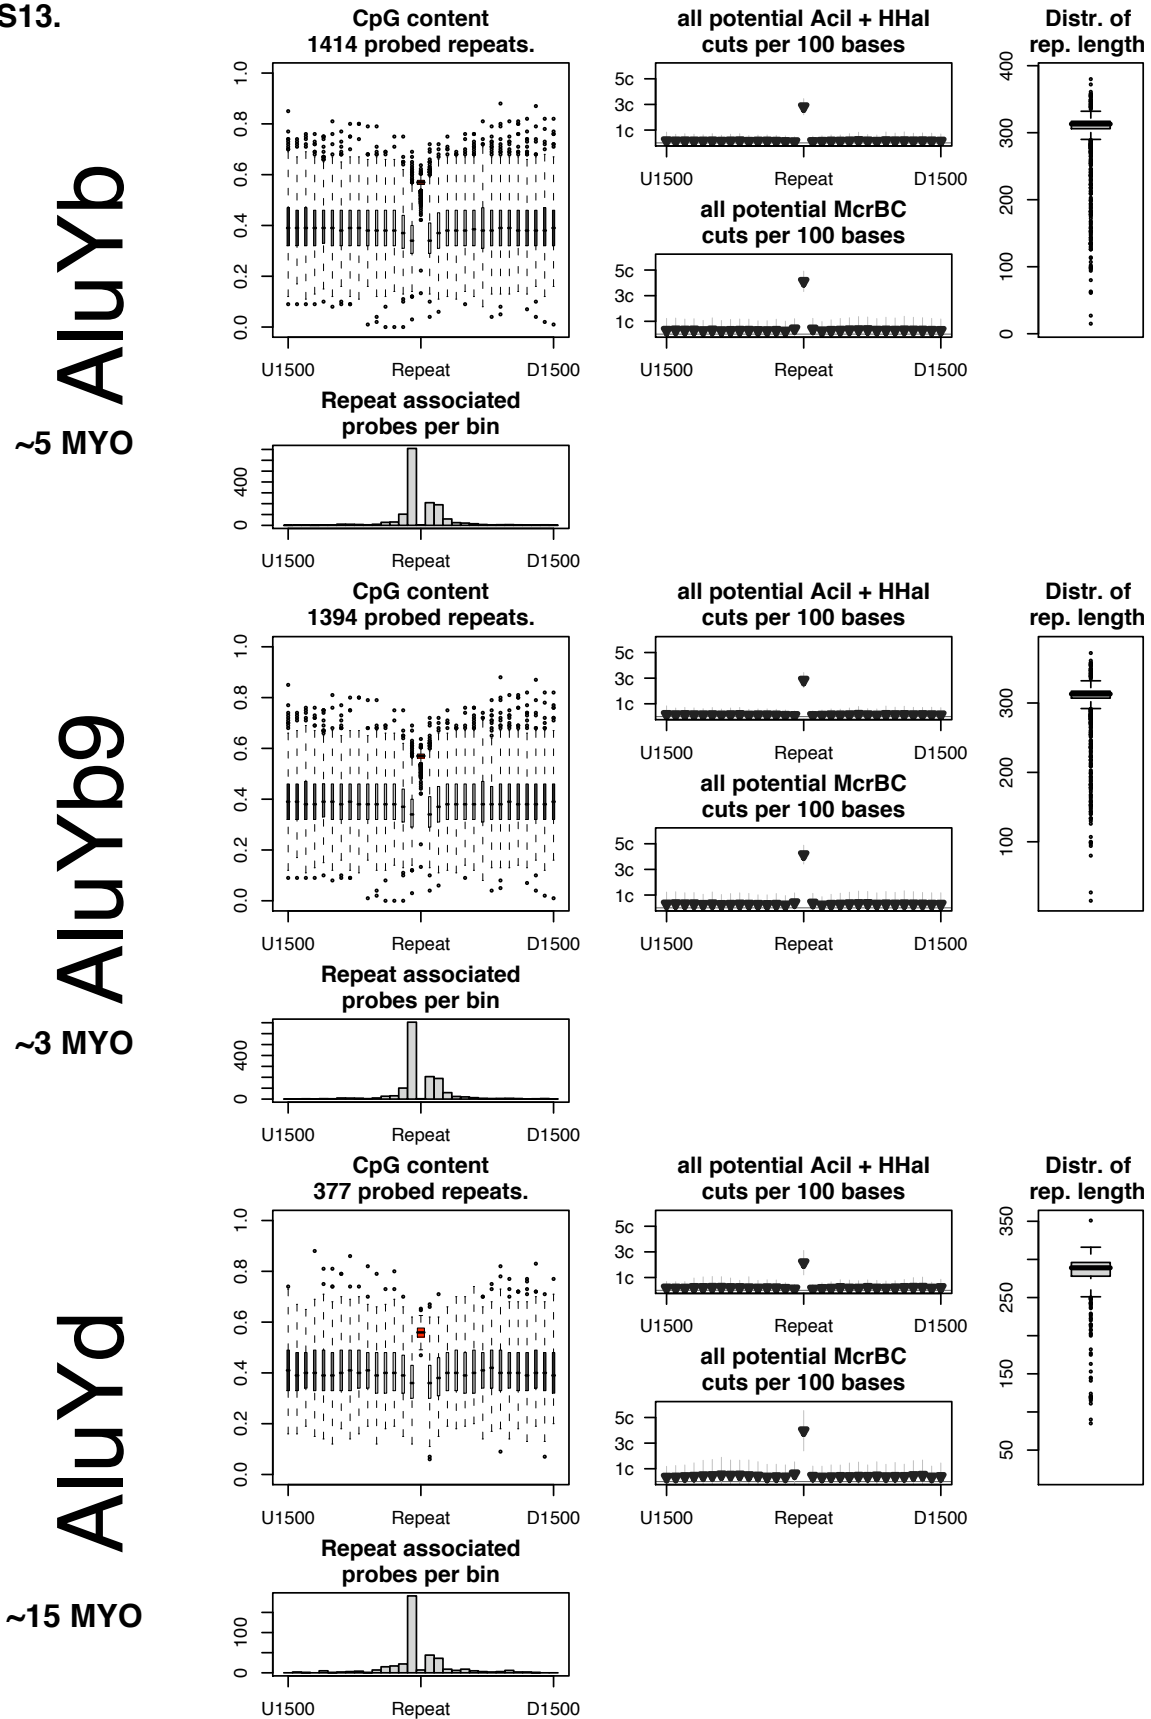 S13.
AluYb
~5 MYO
CpG content
1414 probed repeats.
1.0
0.8
0.6
0.4
0.2
0.0
U1500 Repeat D1500
all potential AciI + HHaI
cuts per 100 bases
5c
3c
1c
U1500 Repeat D1500
all potential McrBC
cuts per 100 bases
5c
3c
1c
U1500 Repeat D1500
Distr. of
rep. length
400
300
200
100
0
Repeat associated
probes per bin
400
0
U1500 Repeat D1500
AluYb9
~3 MYO
CpG content
1394 probed repeats.
1.0
0.8
0.6
0.4
0.2
0.0
U1500 Repeat D1500
all potential AciI + HHaI
cuts per 100 bases
5c
3c
1c
U1500 Repeat D1500
all potential McrBC
cuts per 100 bases
5c
3c
1c
U1500 Repeat D1500
Distr. of
rep. length
300
200
100
Repeat associated
probes per bin
400
0
U1500 Repeat D1500
AluYd
~15 MYO
CpG content
377 probed repeats.
1.0
0.8
0.6
0.4
0.2
0.0
U1500 Repeat D1500
all potential AciI + HHaI
cuts per 100 bases
5c
3c
1c
U1500 Repeat D1500
all potential McrBC
cuts per 100 bases
5c
3c
1c
U1500 Repeat D1500
Distr. of
rep. length
350
250
150
50
Repeat associated
probes per bin
100
0
U1500 Repeat D1500